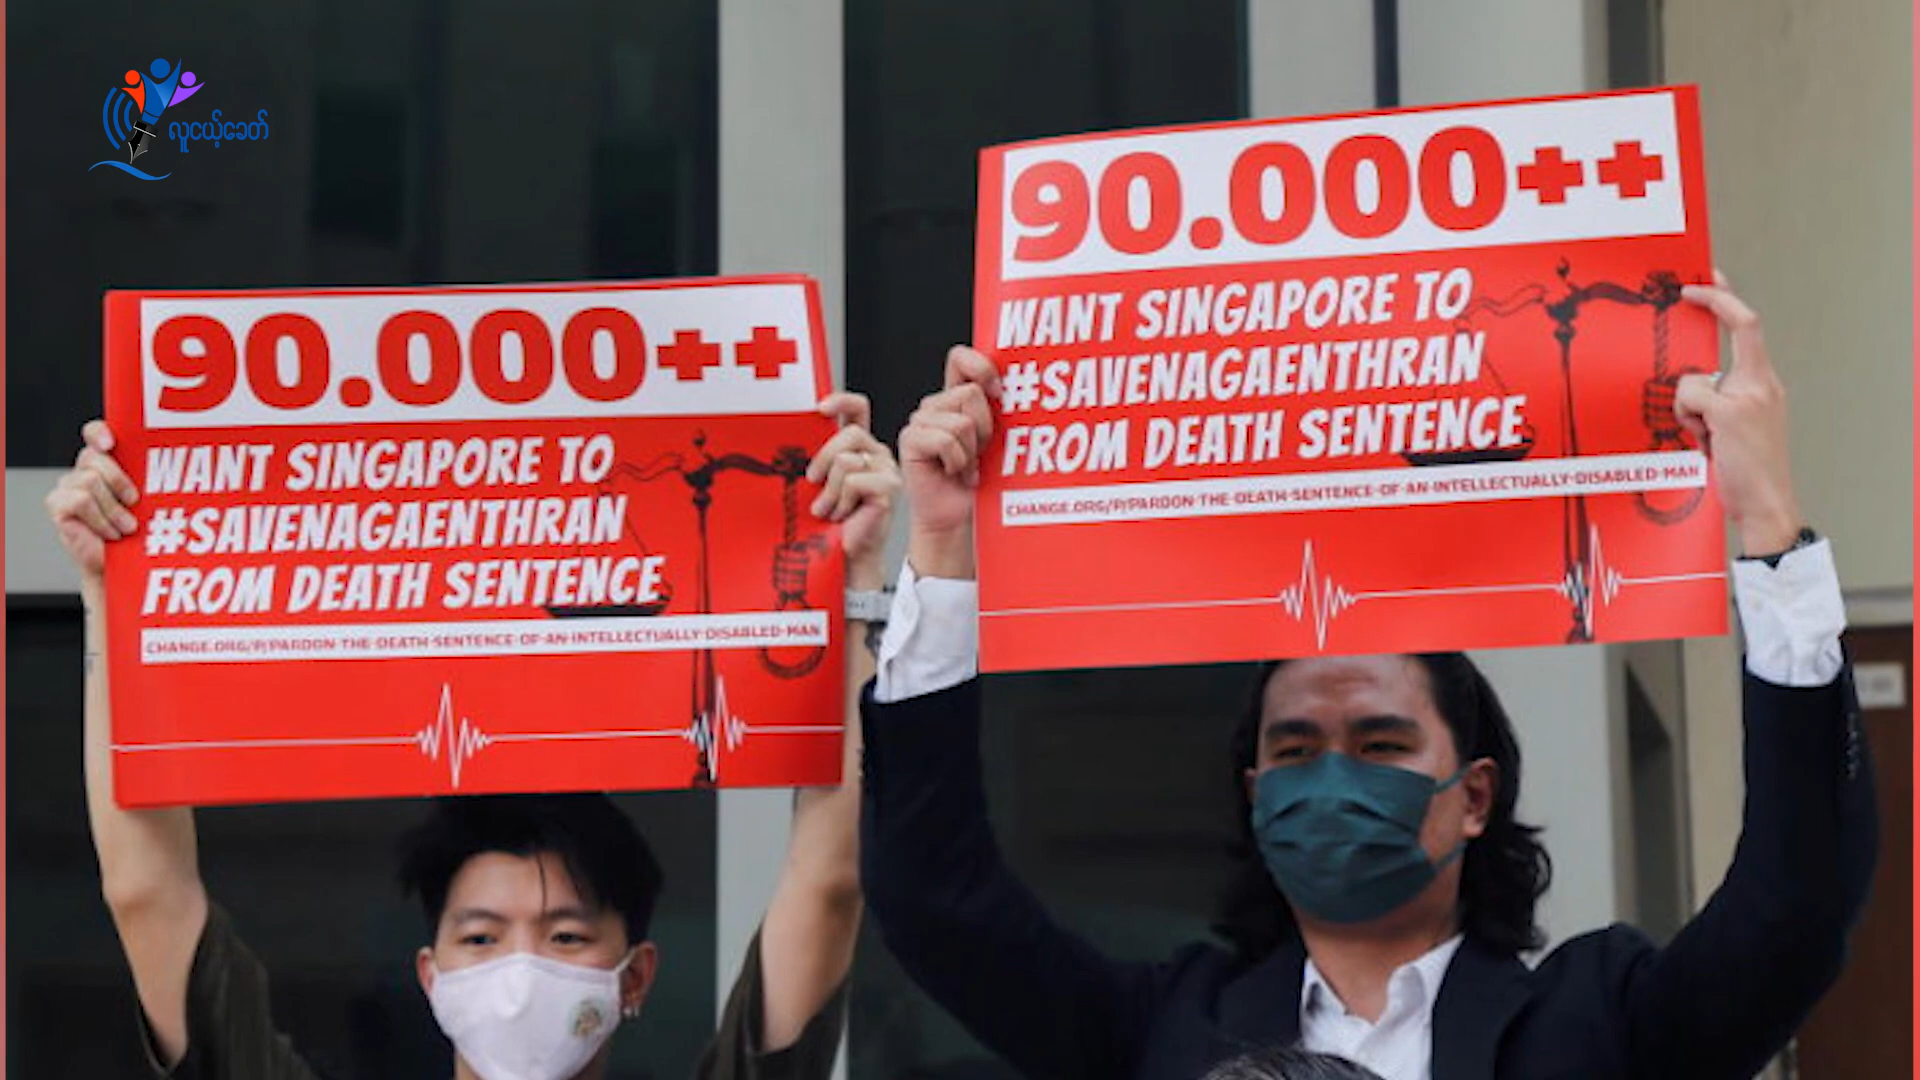 လူငယ့်ခေတ်
90.000++
WANT SINGAPORE TO
#SAVENAGAENTHRAN
FROM DEATH SENTENCE
CHANGE.ORG/P/PARDON-THE-DEATH-SENTENCE-OF-AN-INTELLECTUALLY-DISABLED-MAN
90.000++
WANT SINGAPORE TO
#SAVENAGAENTHRAN
FROM DEATH SENTENCE
CHANGE.ORG/P/PARDON-THE-DEATH-SENTENCE-OF-AN-INTELLECTUALLY-DISABLED-MAN